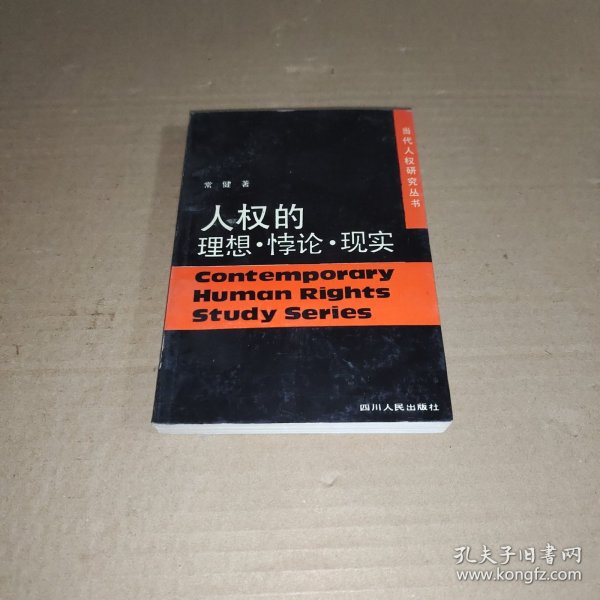 当代人权研究丛书
常健 著
人权的
理想·悖论·现实
Contemporary
Human Rights
Study Series
四川人民出版社
孔夫子旧书网
www.kongfz.com